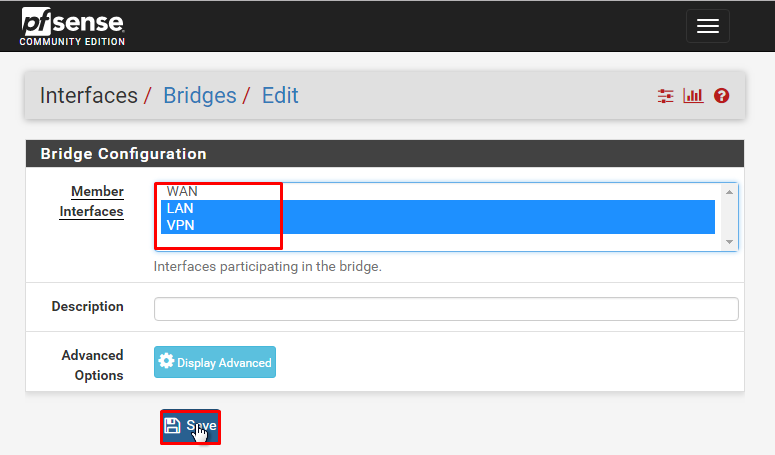 pfsense
COMMUNITY EDITION
Interfaces / Bridges / Edit
Bridge Configuration
Member
Interfaces
WAN
LAN
VPN
Interfaces participating in the bridge.
Description
Advanced
Options
Display Advanced
Save